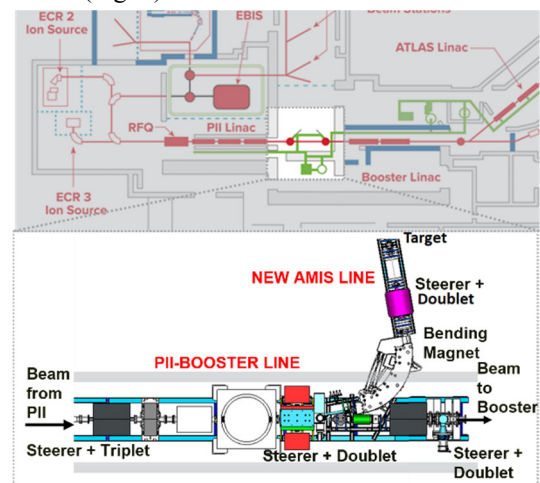 ECR 2
Ion Source
EBIS
Beam Stations
ATLAS Linac
RFQ
PII Linac
ECR 3
Ion Source
Booster Linac
Target
NEW AMIS LINE
Steerer +
Doublet
Bending
Magnet
PII-BOOSTER LINE
Beam
from
PII
Beam
to
Booster
Steerer + Triplet
Steerer + Doublet
Steerer +
Doublet